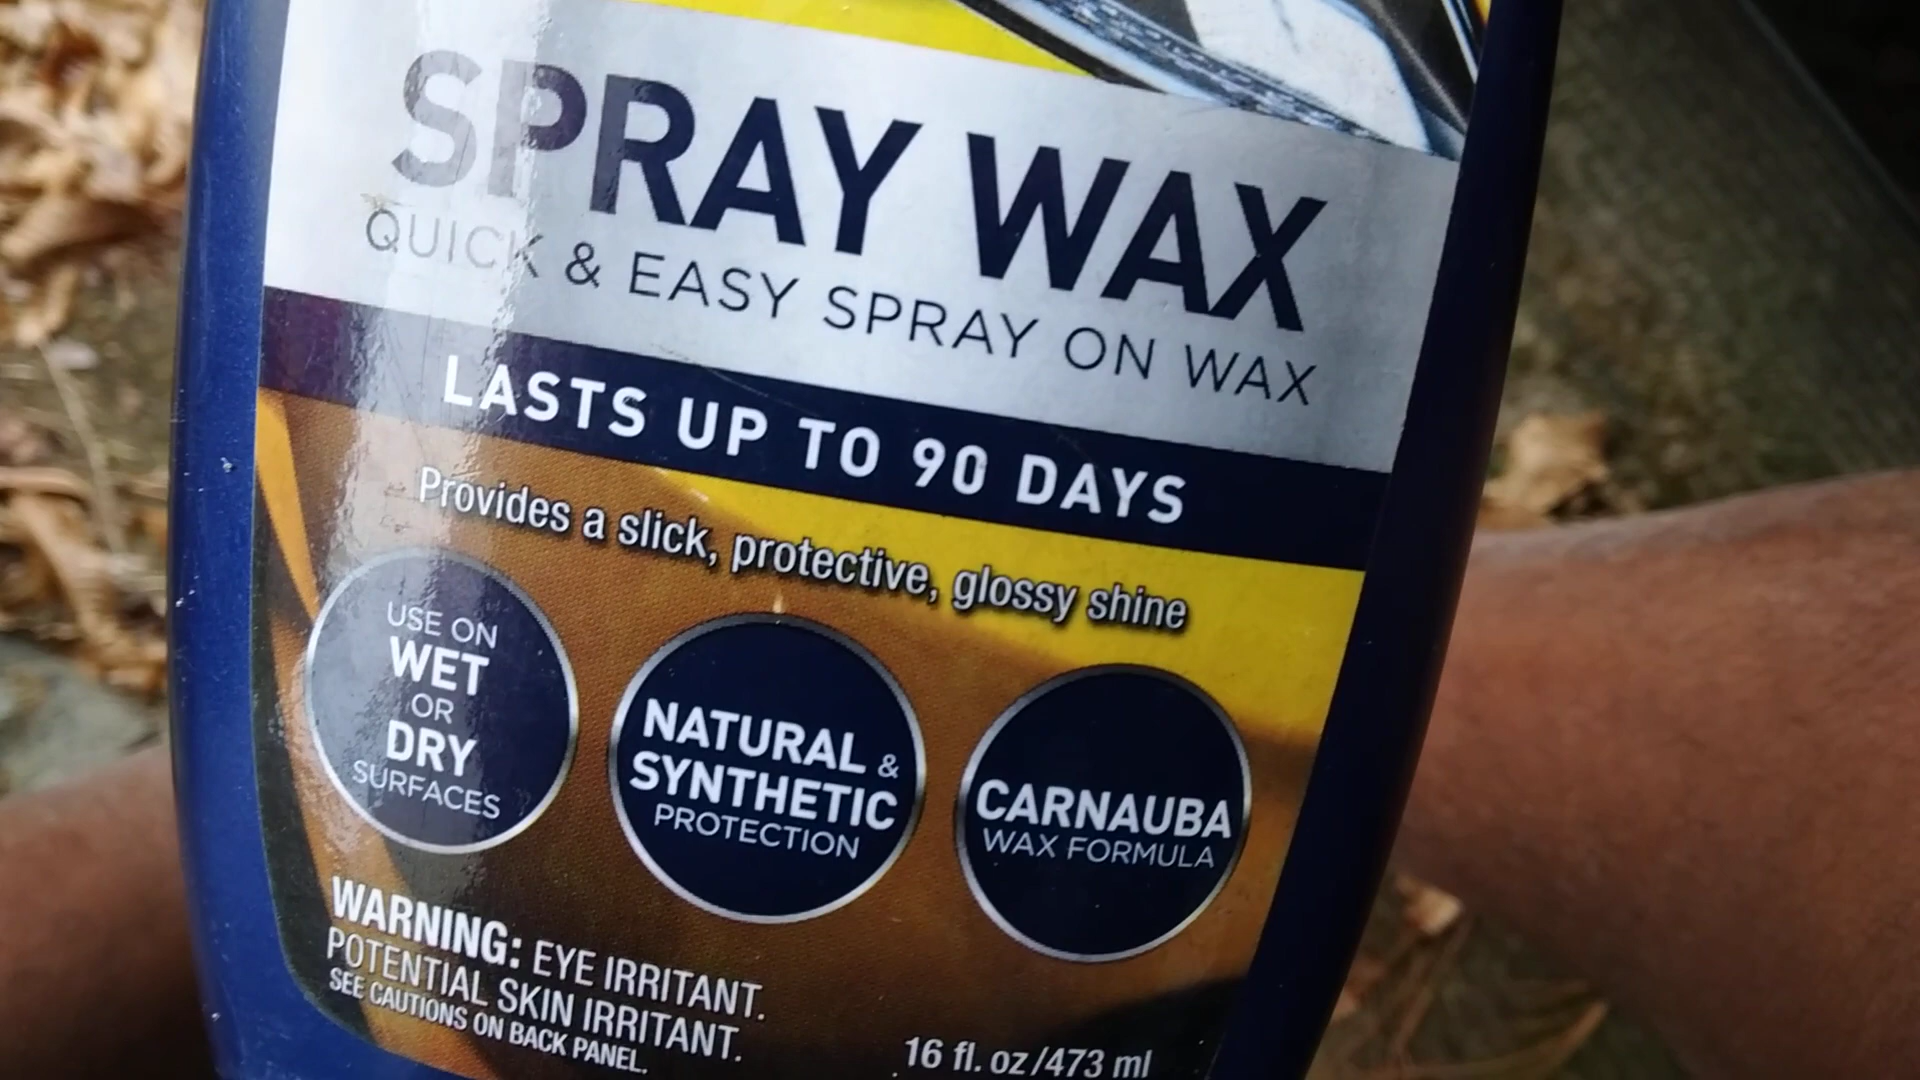 SPRAY WAX
QUICK & EASY SPRAY ON WAX
LASTS UP TO 90 DAYS
Provides a slick, protective, glossy shine
USE ON
WET
OR
DRY
SURFACES
NATURAL &
SYNTHETIC
PROTECTION
CARNAUBA
WAX FORMULA
WARNING: EYE IRRITANT.
POTENTIAL SKIN IRRITANT.
SEE CAUTIONS ON BACK PANEL.
16 fl. oz/473 ml